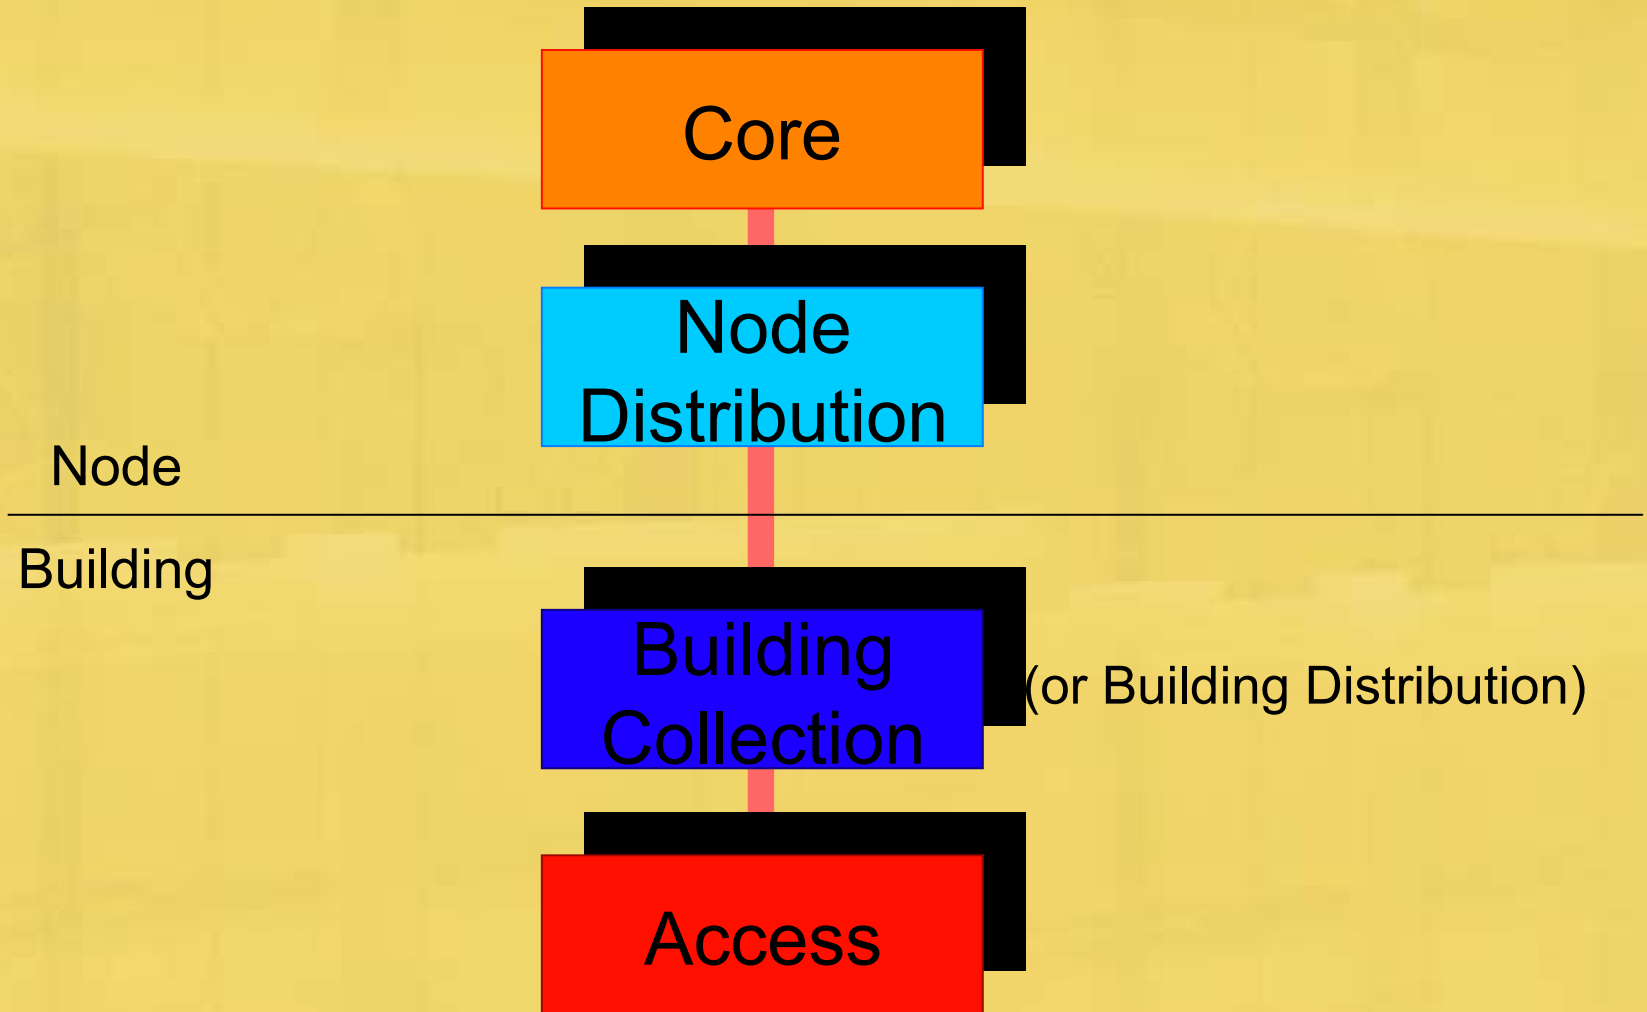 Core
Node
Distribution
Node
Building
Building
Collection
(or Building Distribution)
Access